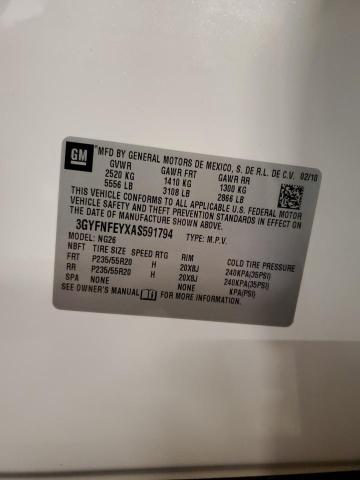 GM
MFD BY GENERAL MOTORS DE MEXICO, S. DE R.L. DE C.V. 02/10
GVWR GAWR FRT GAWR RR
2520 KG 1410 KG 1300 KG
5556 LB 3108 LB 2866 LB
THIS VEHICLE CONFORMS TO ALL APPLICABLE U.S. FEDERAL MOTOR
VEHICLE SAFETY AND THEFT PREVENTION STANDARDS IN EFFECT ON
THE DATE OF MANUFACTURE SHOWN ABOVE.
3GYFNFEYXAS591794 TYPE: M.P.V.
MODEL: NG26
NBFT TIRE SIZE SPEED RTG RIM COLD TIRE PRESSURE
FRT P235/55R20 H 20X8J 240KPA(35PSI)
RR P235/55R20 H 20X8J 240KPA(35PSI)
SPA NONE NONE KPA(PSI)
SEE OWNER'S MANUAL FOR MORE INFORMATION.